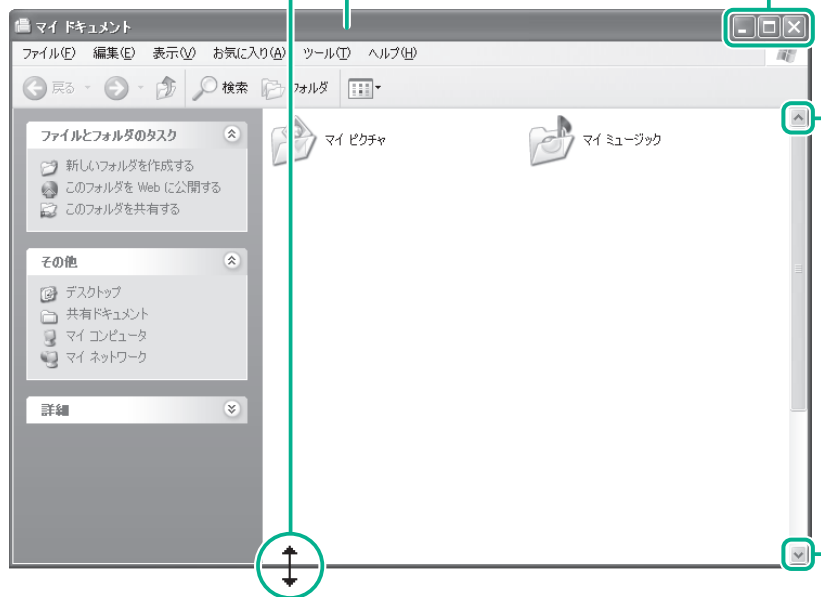 マイ ドキュメント
ファイル(F) 編集(E) 表示(V) お気に入り(A) ツール(T) ヘルプ(H)
戻る 検索 フォルダ
ファイルとフォルダのタスク
新しいフォルダを作成する
このフォルダを Web に公開する
このフォルダを共有する
その他
デスクトップ
共有ドキュメント
マイ コンピュータ
マイ ネットワーク
詳細
マイ ピクチャ
マイ ミュージック